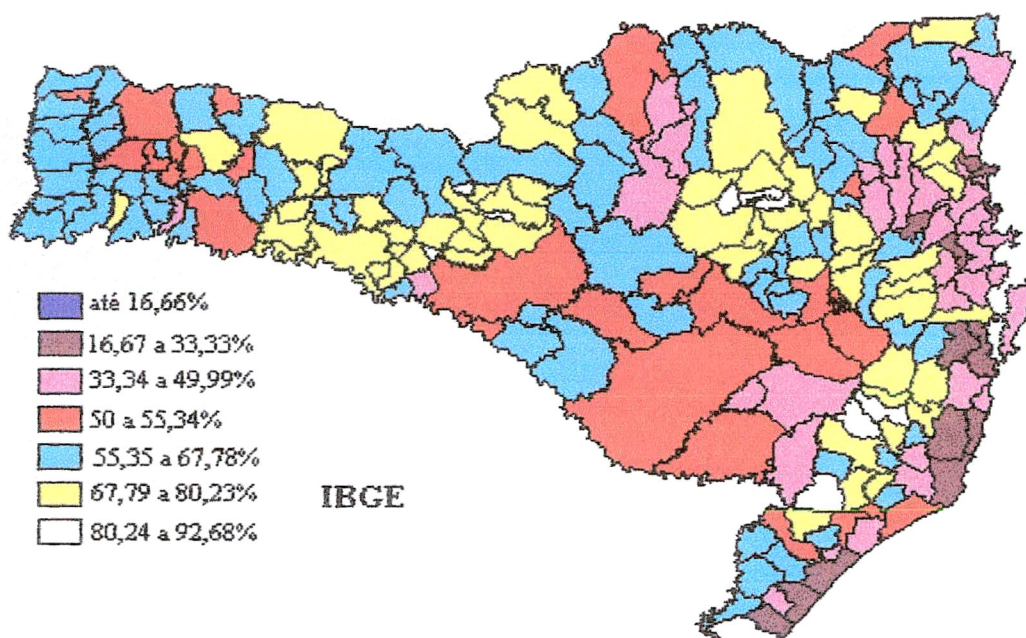 até 16,66%
16,67 a 33,33%
33,34 a 49,99%
50 a 55,34%
55,35 a 67,78%
67,79 a 80,23%
80,24 a 92,68%
IBGE